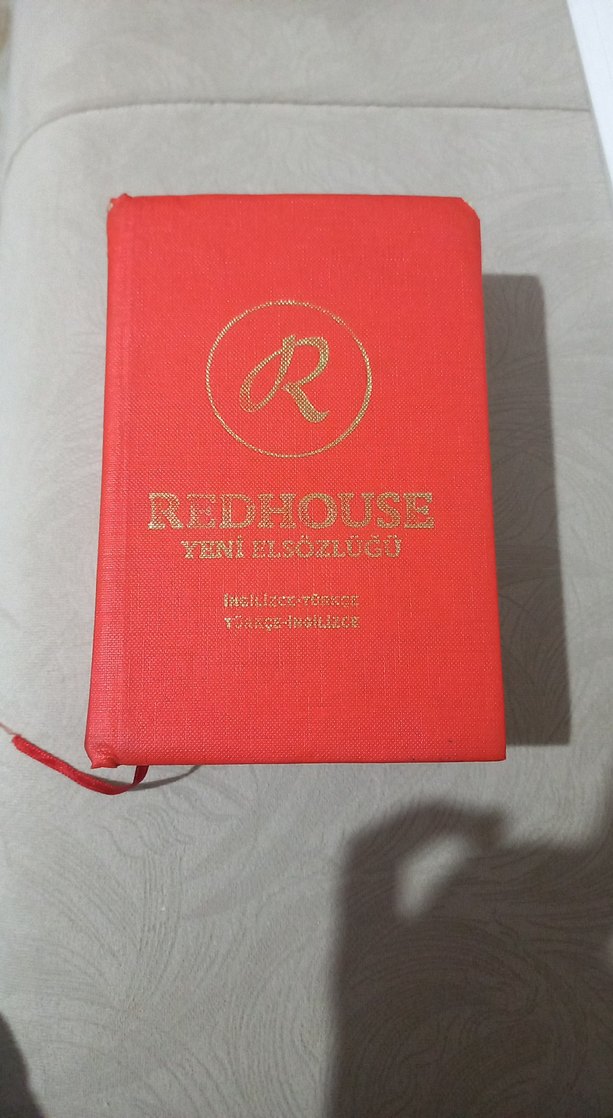 R
REDHOUSE
YENİ ELSÖZLÜĞÜ
İNGİLİZCE-TÜRKÇE
TÜRKÇE-İNGİLİZCE